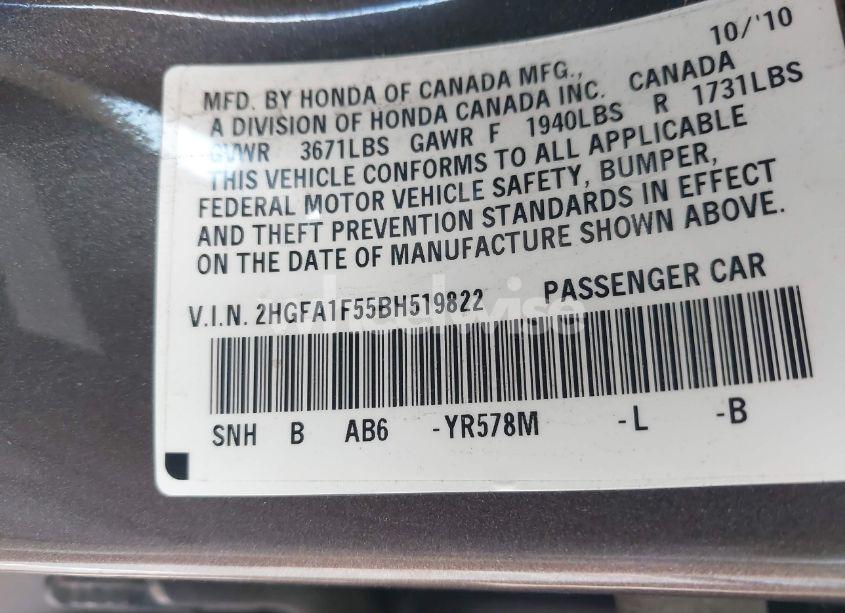 10/'10
MFD. BY HONDA OF CANADA MFG.,
A DIVISION OF HONDA CANADA INC. CANADA
GVWR 3671LBS GAWR F 1940LBS R 1731LBS
THIS VEHICLE CONFORMS TO ALL APPLICABLE
FEDERAL MOTOR VEHICLE SAFETY, BUMPER,
AND THEFT PREVENTION STANDARDS IN EFFECT
ON THE DATE OF MANUFACTURE SHOWN ABOVE.
V.I.N. 2HGFA1F55BH519822 PASSENGER CAR
wheelwise
SNH B AB6 -YR578M -L -B